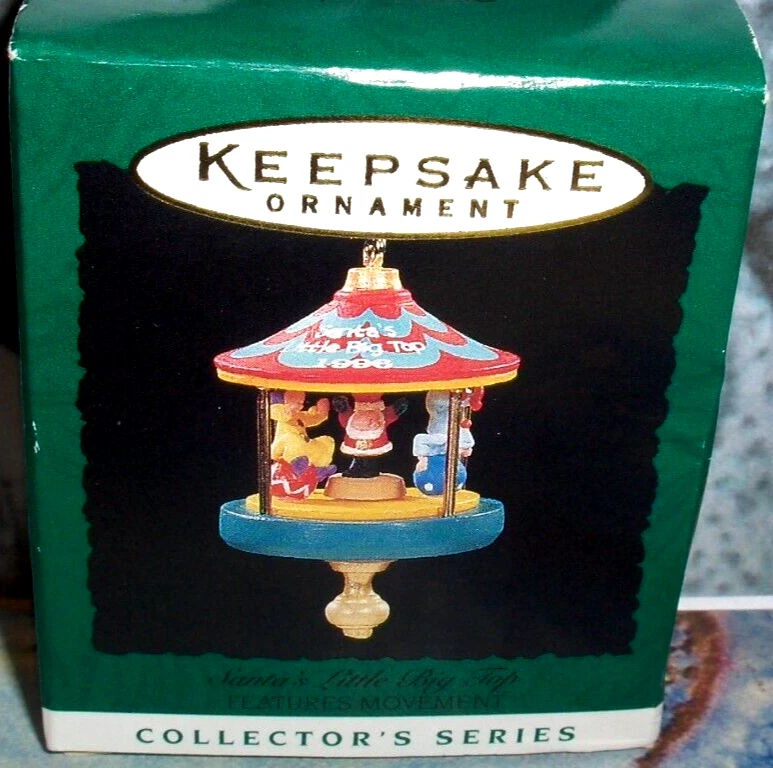 KEEPSAKE
ORNAMENT
Santa's
Little Big Top
1996
Santa's Little Big Top
FEATURES MOVEMENT
COLLECTOR'S SERIES